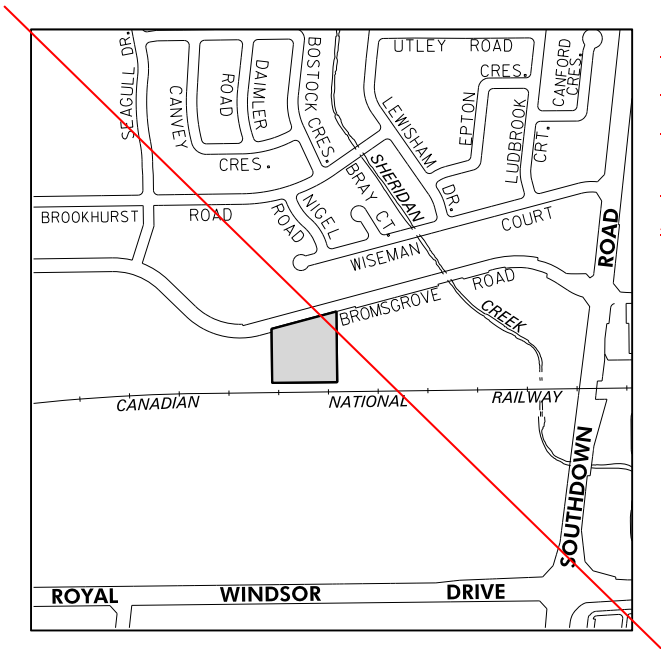 UTLEY ROAD
SEAGULL DR.
CANVEY
CRES.
ROAD
DAIMLER
BOSTOCK CRES.
LEWISHAM
DR.
EPTON
CRES.
LUDBROOK
CRT.
CANFORD
CRES.
SHERIDAN
CREEK
BRAY CT.
NIGEL
ROAD
BROOKHURST ROAD
WISEMAN COURT
BROMSGROVE ROAD
CANADIAN NATIONAL RAILWAY
SOUTHDOWN ROAD
ROYAL WINDSOR DRIVE